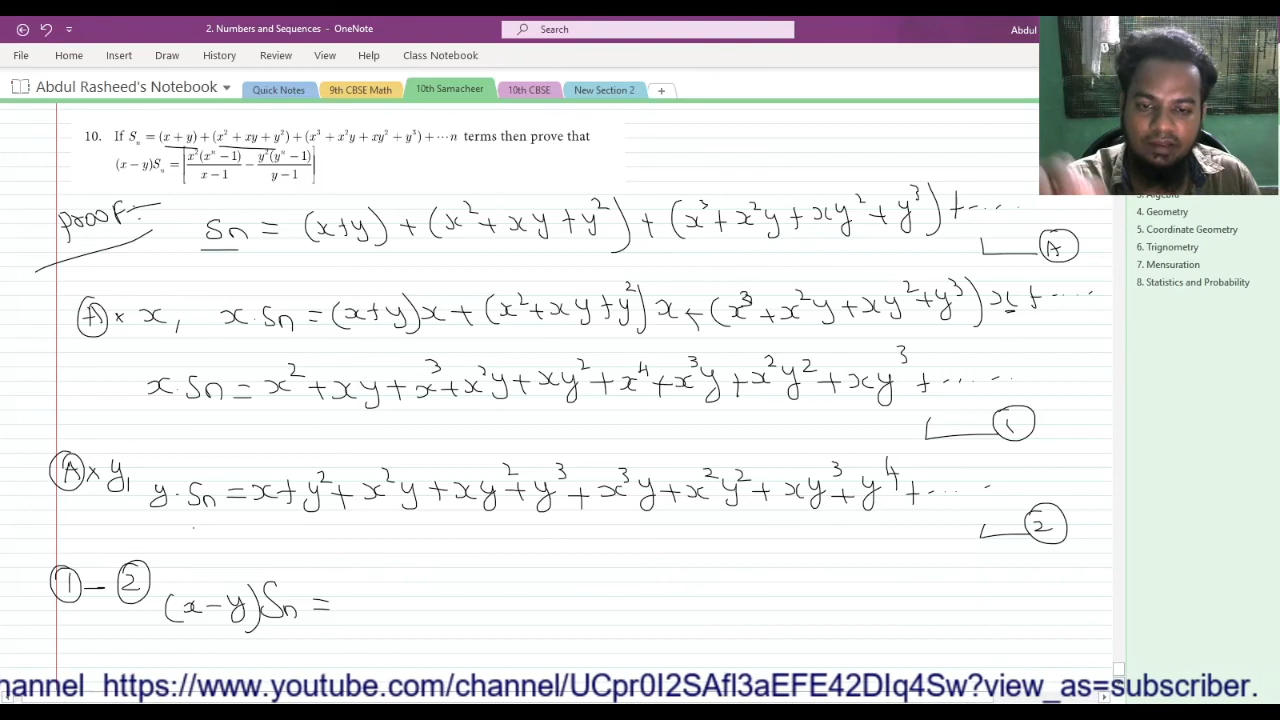 2. Numbers and Sequences - OneNote
Search
Abdul
File Home Insert Draw History Review View Help Class Notebook
Abdul Rasheed's Notebook
Quick Notes 9th CBSE Math 10th Samacheer 10th CBSE New Section 2
10. If Sₙ = (x + y) + (x² + xy + y²) + (x³ + x²y + xy² + y³) + ⋯ n terms then prove that
(x − y)Sₙ = [x²(xⁿ − 1)/x − 1 − y²(yⁿ − 1)/y − 1]
proof:- Sn = (x+y) + (x² + xy + y²) + (x³ + x²y + xy² + y³) + .... A
A × x, x·Sn = (x+y)x + (x² + xy + y²)x + (x³ + x²y + xy² + y³)x + ....
x·Sn = x² + xy + x³ + x²y + xy² + x⁴ + x³y + x²y² + xy³ + ...... 1
A × y, y·Sn = x + y² + x²y + xy² + y³ + x³y + x²y² + xy³ + y⁴ + .... 2
1 − 2 (x−y)Sn =
4. Geometry
5. Coordinate Geometry
6. Trignometry
7. Mensuration
8. Statistics and Probability
hannel https://www.youtube.com/channel/UCpr0I2SAfI3aEFE42DIq4Sw?view_as=subscriber.